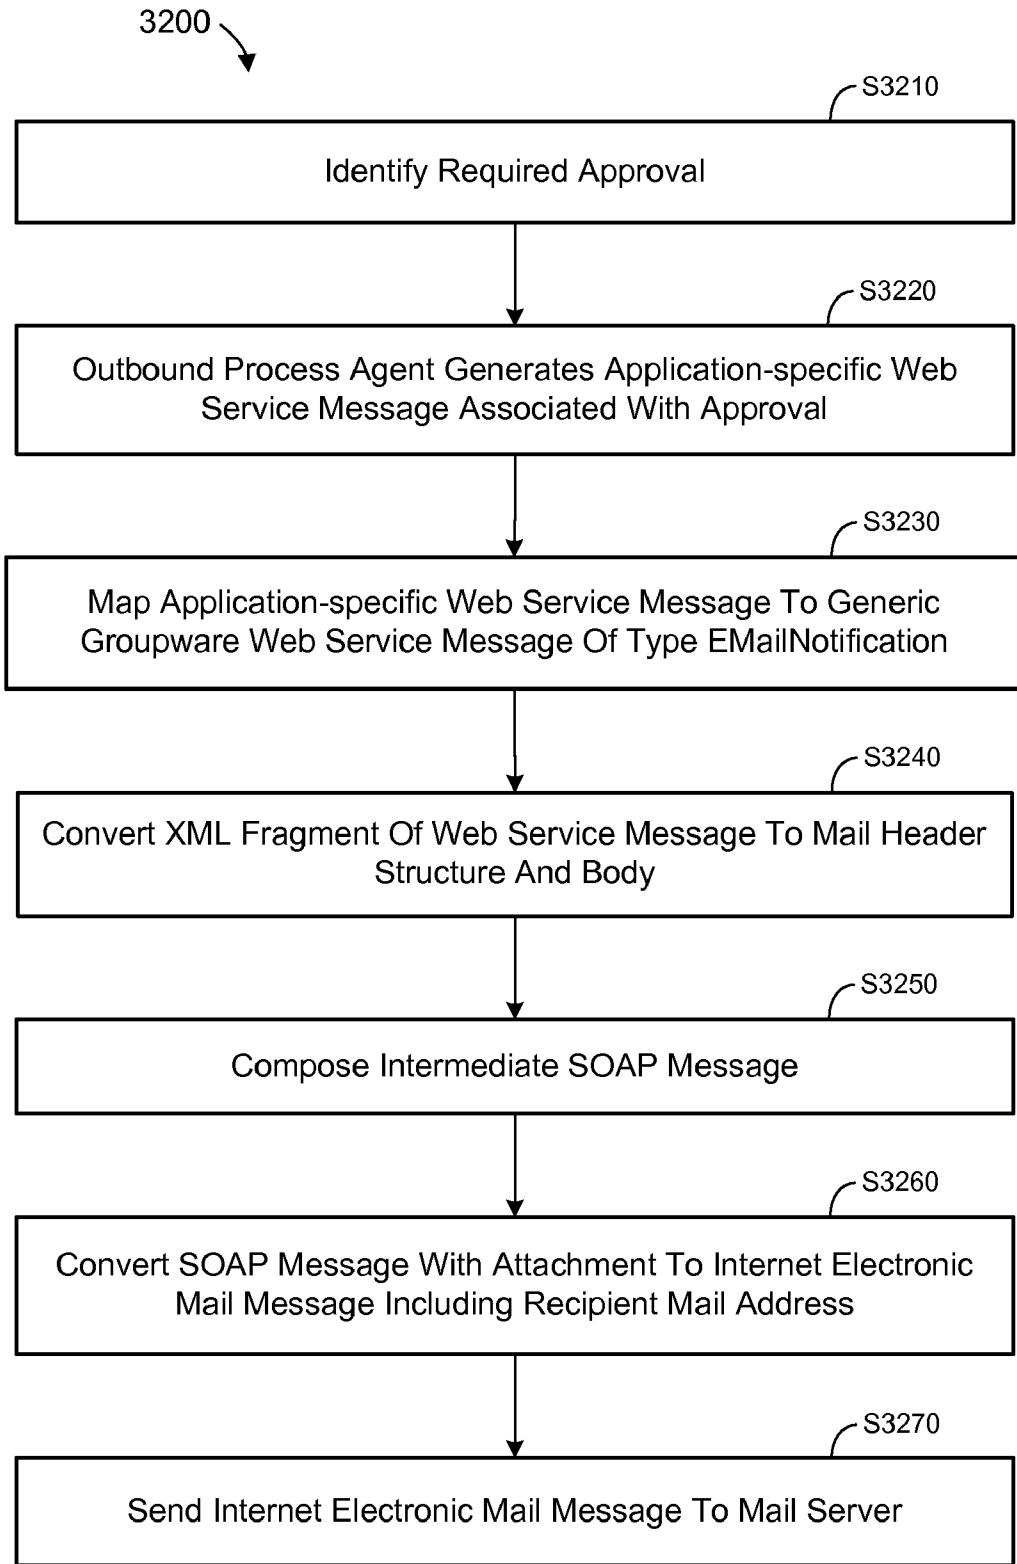 3200
S3210
Identify Required Approval
S3220
Outbound Process Agent Generates Application-specific Web
Service Message Associated With Approval
S3230
Map Application-specific Web Service Message To Generic
Groupware Web Service Message Of Type EMailNotification
S3240
Convert XML Fragment Of Web Service Message To Mail Header
Structure And Body
S3250
Compose Intermediate SOAP Message
S3260
Convert SOAP Message With Attachment To Internet Electronic
Mail Message Including Recipient Mail Address
S3270
Send Internet Electronic Mail Message To Mail Server